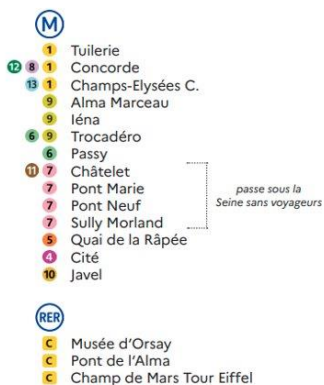 M
1 Tuilerie
12 8 1 Concorde
13 1 Champs-Elysées C.
9 Alma Marceau
9 Iéna
6 9 Trocadéro
6 Passy
11 7 Châtelet
7 Pont Marie
7 Pont Neuf
7 Sully Morland
passe sous la
Seine sans voyageurs
5 Quai de la Râpée
4 Cité
10 Javel
RER
C Musée d'Orsay
C Pont de l'Alma
C Champ de Mars Tour Eiffel